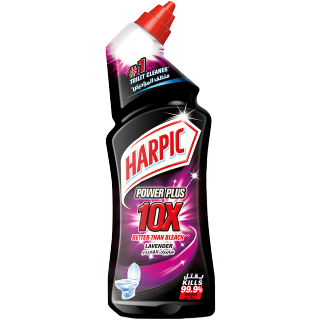 #1
TOILET CLEANER
منظف المراحيض
HARPIC
POWER PLUS
10X
BETTER THAN BLEACH
LAVENDER
يقتل
KILLS
99.9%